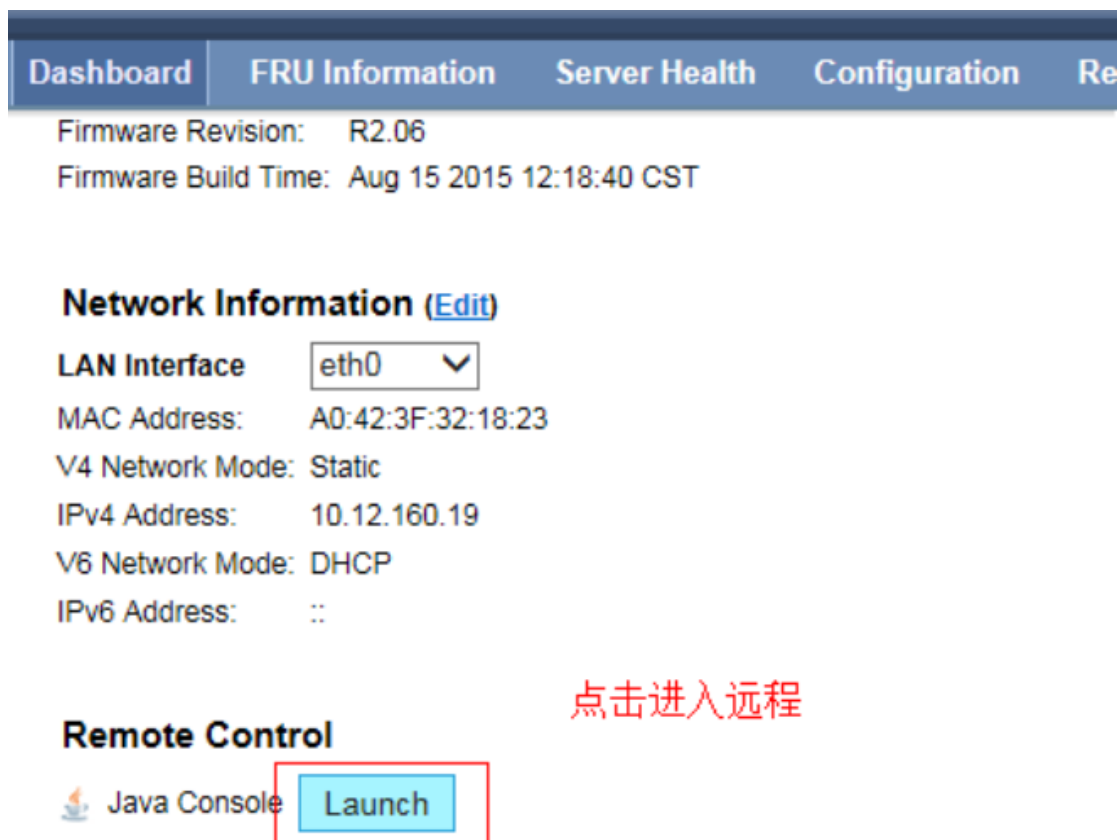 Dashboard FRU Information Server Health Configuration Re
Firmware Revision: R2.06
Firmware Build Time: Aug 15 2015 12:18:40 CST
Network Information (Edit)
LAN Interface eth0
MAC Address: A0:42:3F:32:18:23
V4 Network Mode: Static
IPv4 Address: 10.12.160.19
V6 Network Mode: DHCP
IPv6 Address: ::
点击进入远程
Remote Control
Java Console Launch